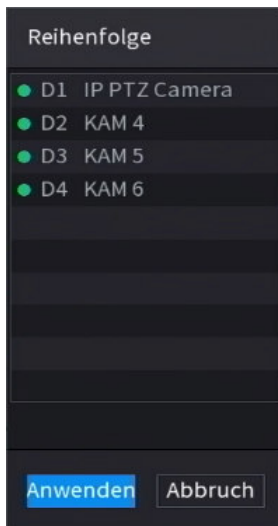 Reihenfolge
D1 IP PTZ Camera
D2 KAM 4
D3 KAM 5
D4 KAM 6
Anwenden Abbruch